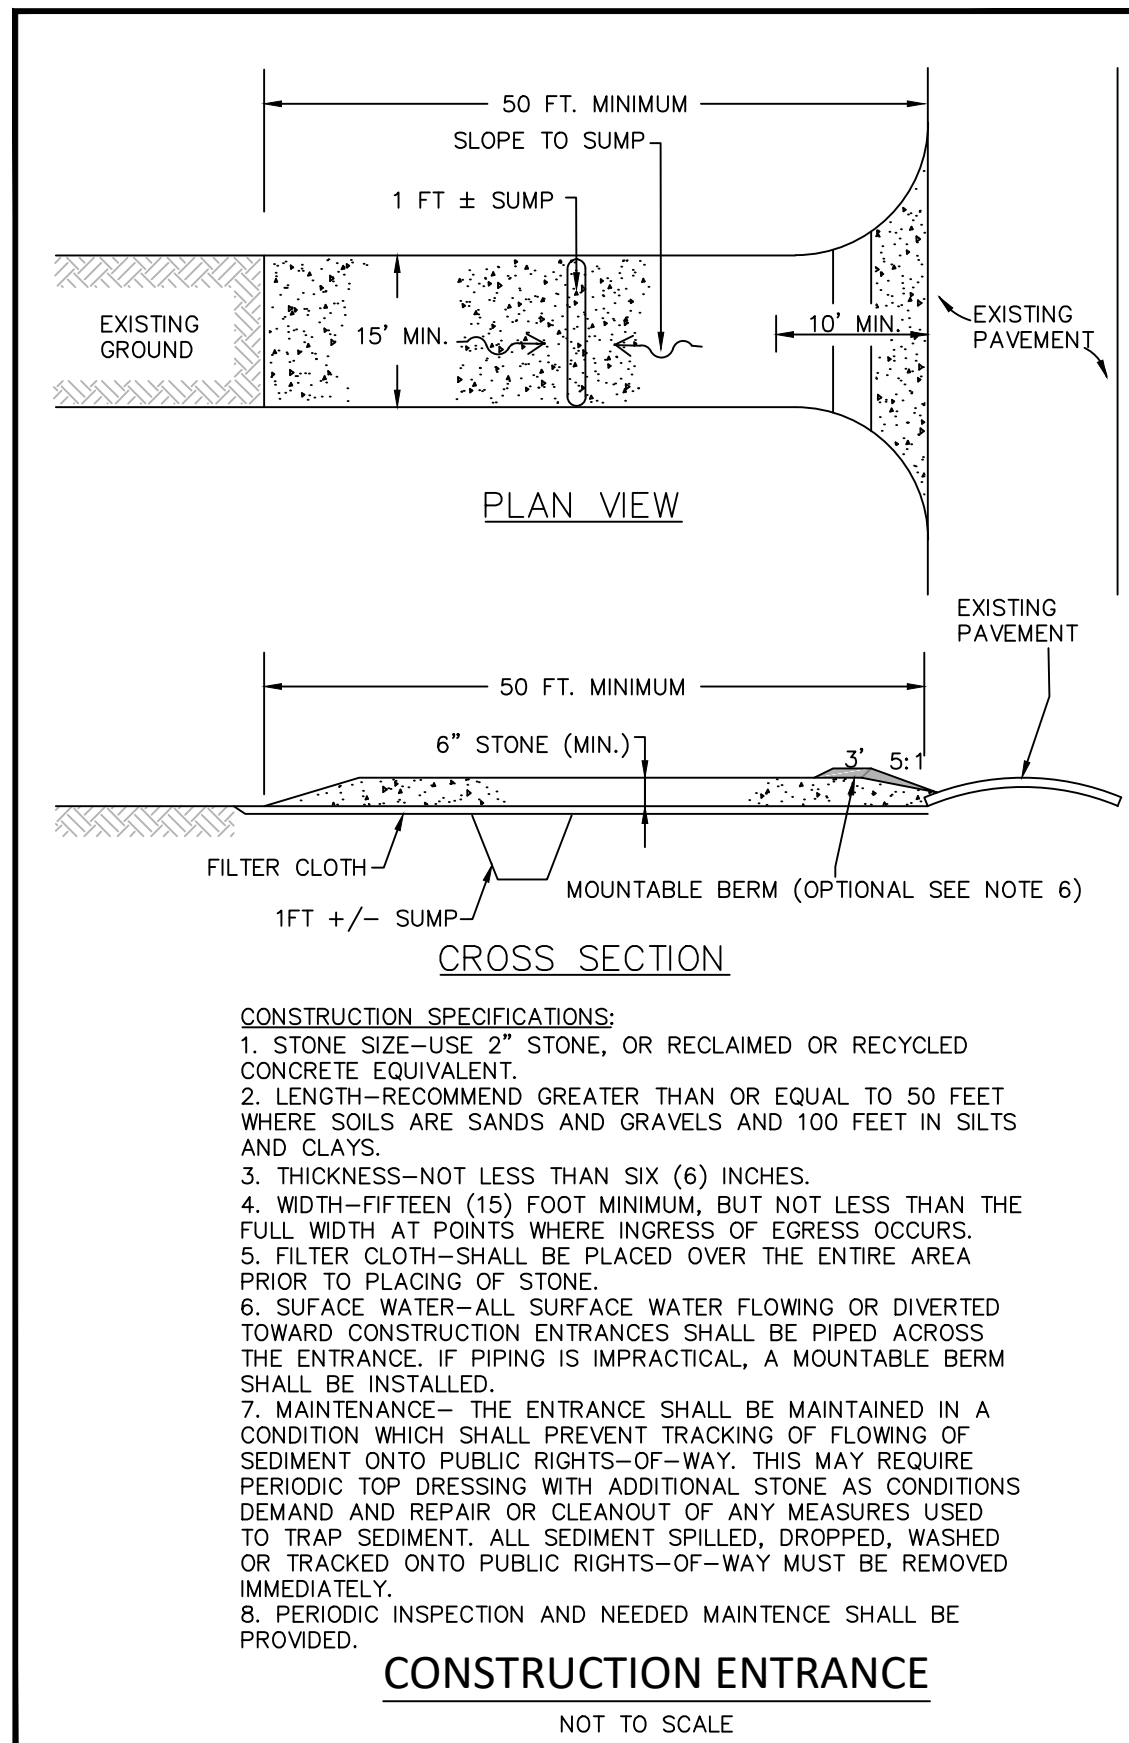 50 FT. MINIMUM
SLOPE TO SUMP
1 FT ± SUMP
EXISTING
GROUND
15' MIN.
10' MIN.
EXISTING
PAVEMENT
PLAN VIEW
EXISTING
PAVEMENT
50 FT. MINIMUM
6" STONE (MIN.)
3'
5:1
FILTER CLOTH
MOUNTABLE BERM (OPTIONAL SEE NOTE 6)
1FT +/- SUMP
CROSS SECTION
CONSTRUCTION SPECIFICATIONS:
1. STONE SIZE-USE 2" STONE, OR RECLAIMED OR RECYCLED
CONCRETE EQUIVALENT.
2. LENGTH-RECOMMEND GREATER THAN OR EQUAL TO 50 FEET
WHERE SOILS ARE SANDS AND GRAVELS AND 100 FEET IN SILTS
AND CLAYS.
3. THICKNESS-NOT LESS THAN SIX (6) INCHES.
4. WIDTH-FIFTEEN (15) FOOT MINIMUM, BUT NOT LESS THAN THE
FULL WIDTH AT POINTS WHERE INGRESS OF EGRESS OCCURS.
5. FILTER CLOTH-SHALL BE PLACED OVER THE ENTIRE AREA
PRIOR TO PLACING OF STONE.
6. SUFACE WATER-ALL SURFACE WATER FLOWING OR DIVERTED
TOWARD CONSTRUCTION ENTRANCES SHALL BE PIPED ACROSS
THE ENTRANCE. IF PIPING IS IMPRACTICAL, A MOUNTABLE BERM
SHALL BE INSTALLED.
7. MAINTENANCE- THE ENTRANCE SHALL BE MAINTAINED IN A
CONDITION WHICH SHALL PREVENT TRACKING OF FLOWING OF
SEDIMENT ONTO PUBLIC RIGHTS-OF-WAY. THIS MAY REQUIRE
PERIODIC TOP DRESSING WITH ADDITIONAL STONE AS CONDITIONS
DEMAND AND REPAIR OR CLEANOUT OF ANY MEASURES USED
TO TRAP SEDIMENT. ALL SEDIMENT SPILLED, DROPPED, WASHED
OR TRACKED ONTO PUBLIC RIGHTS-OF-WAY MUST BE REMOVED
IMMEDIATELY.
8. PERIODIC INSPECTION AND NEEDED MAINTENCE SHALL BE
PROVIDED.
CONSTRUCTION ENTRANCE
NOT TO SCALE